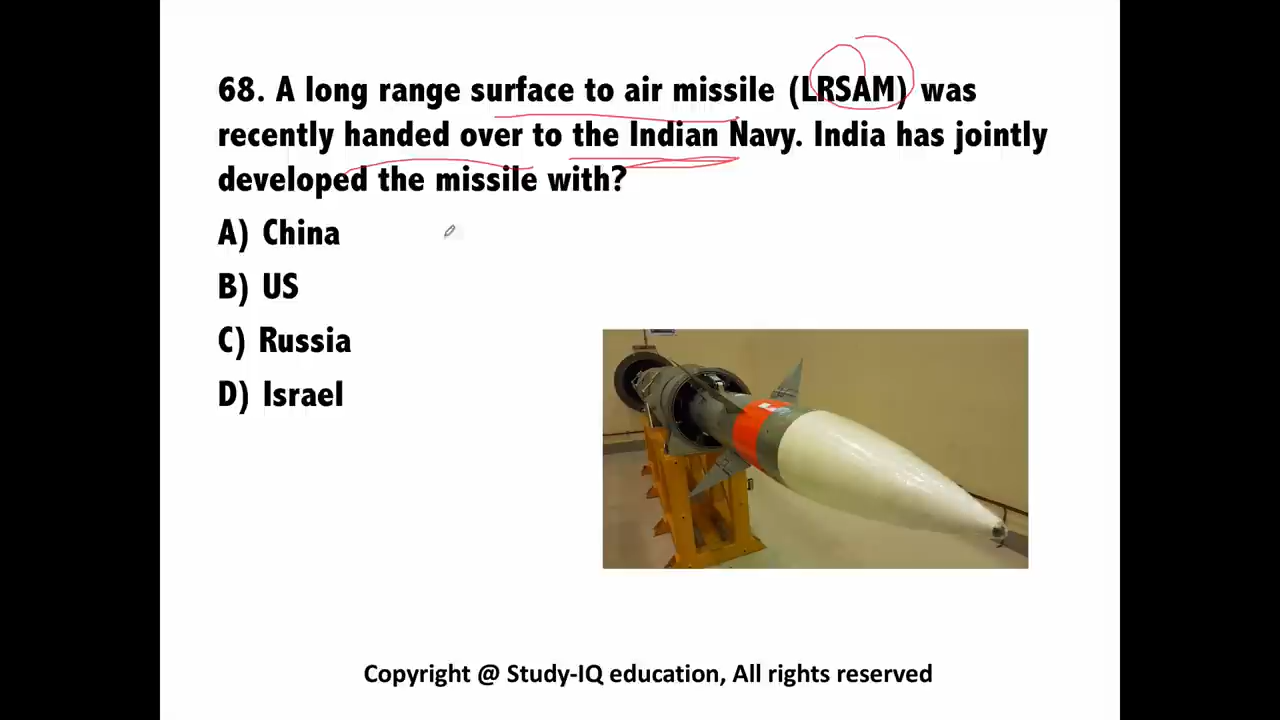 68. A long range surface to air missile (LRSAM) was
recently handed over to the Indian Navy. India has jointly
developed the missile with?
A) China
B) US
C) Russia
D) Israel
Copyright @ Study-IQ education, All rights reserved